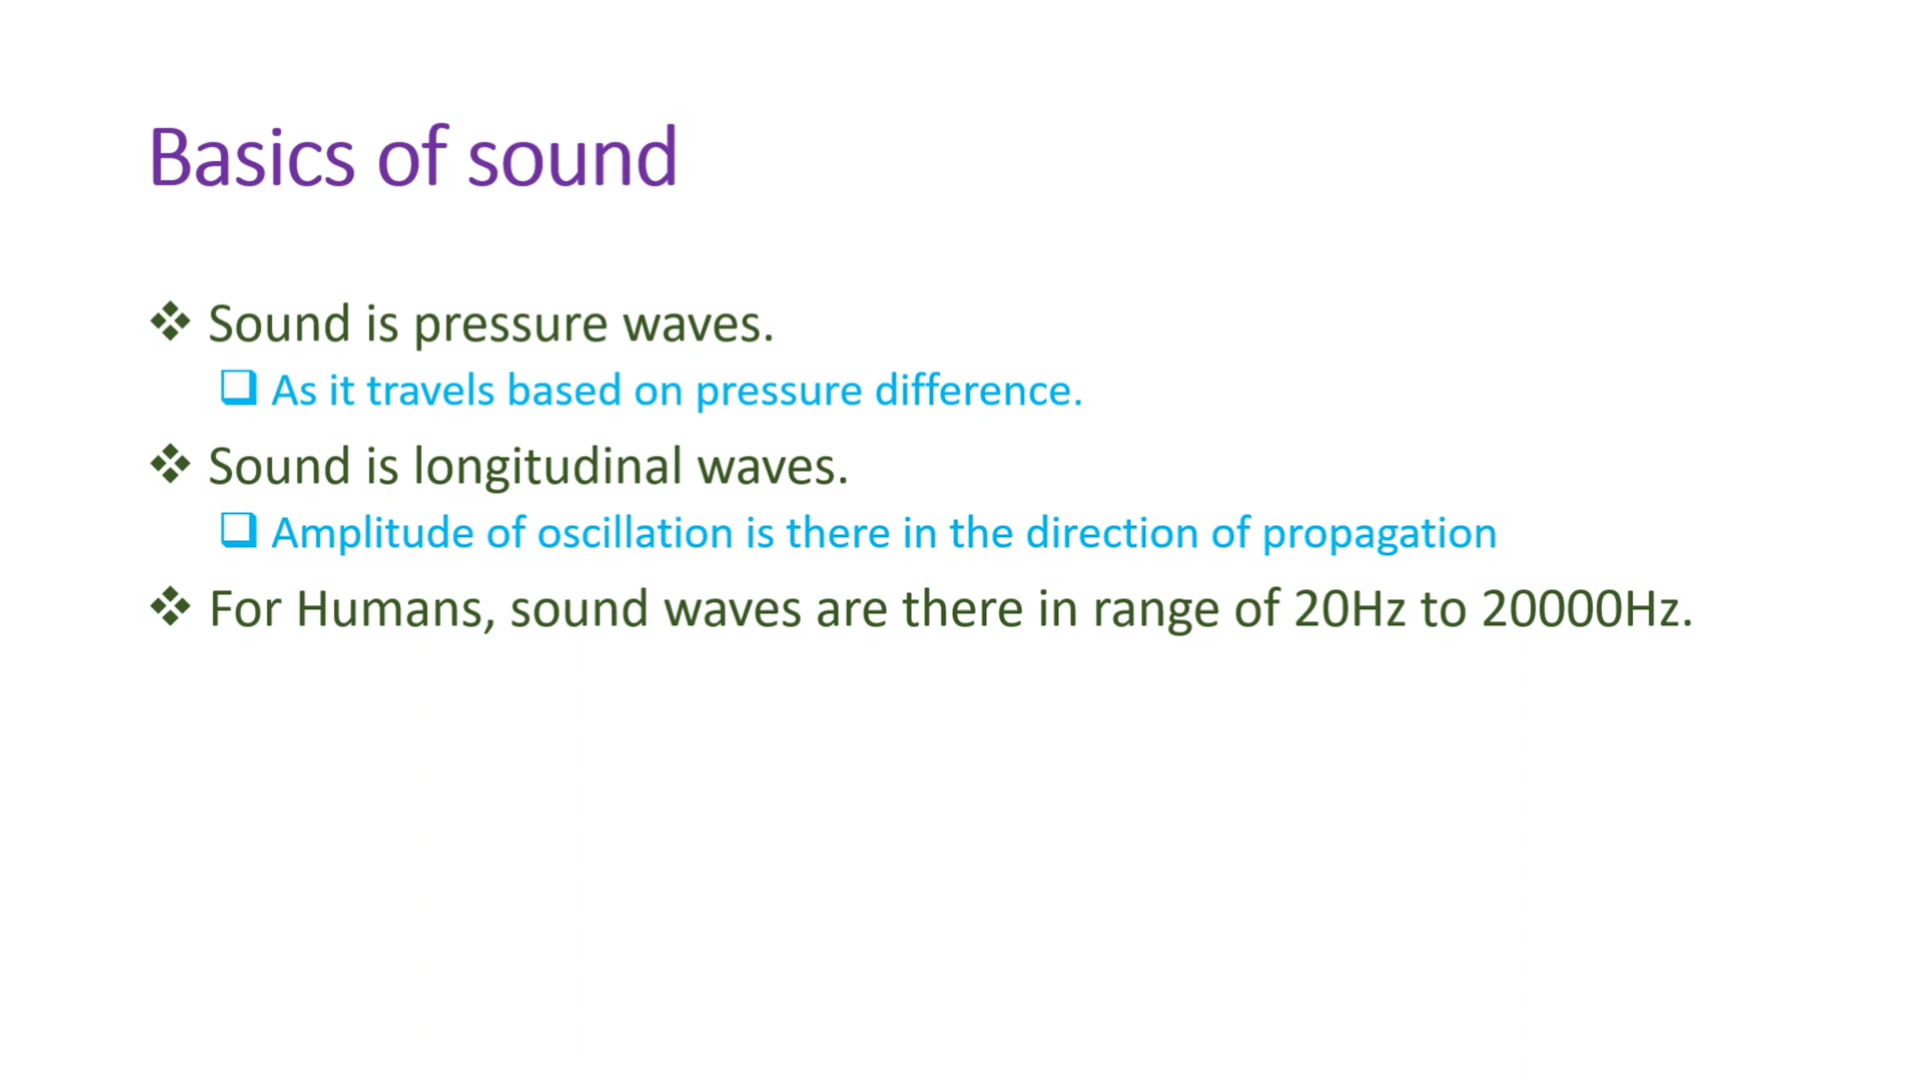 Basics of sound
Sound is pressure waves.
As it travels based on pressure difference.
Sound is longitudinal waves.
Amplitude of oscillation is there in the direction of propagation
For Humans, sound waves are there in range of 20Hz to 20000Hz.